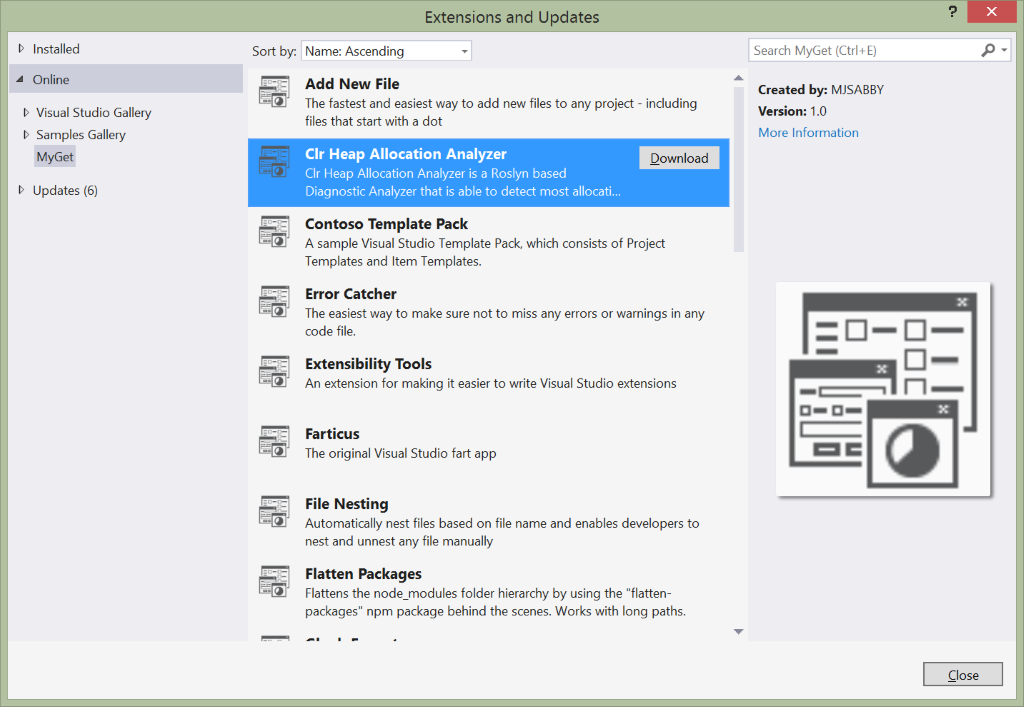 Extensions and Updates
?
Installed
Online
Visual Studio Gallery
Samples Gallery
MyGet
Updates (6)
Sort by: Name: Ascending
Add New File
The fastest and easiest way to add new files to any project - including
files that start with a dot
Clr Heap Allocation Analyzer
Download
Clr Heap Allocation Analyzer is a Roslyn based
Diagnostic Analyzer that is able to detect most allocati...
Contoso Template Pack
A sample Visual Studio Template Pack, which consists of Project
Templates and Item Templates.
Error Catcher
The easiest way to make sure not to miss any errors or warnings in any
code file.
Extensibility Tools
An extension for making it easier to write Visual Studio extensions
Farticus
The original Visual Studio fart app
File Nesting
Automatically nest files based on file name and enables developers to
nest and unnest any file manually
Flatten Packages
Flattens the node_modules folder hierarchy by using the "flatten-
packages" npm package behind the scenes. Works with long paths.
Search MyGet (Ctrl+E)
Created by: MJSABBY
Version: 1.0
More Information
Close